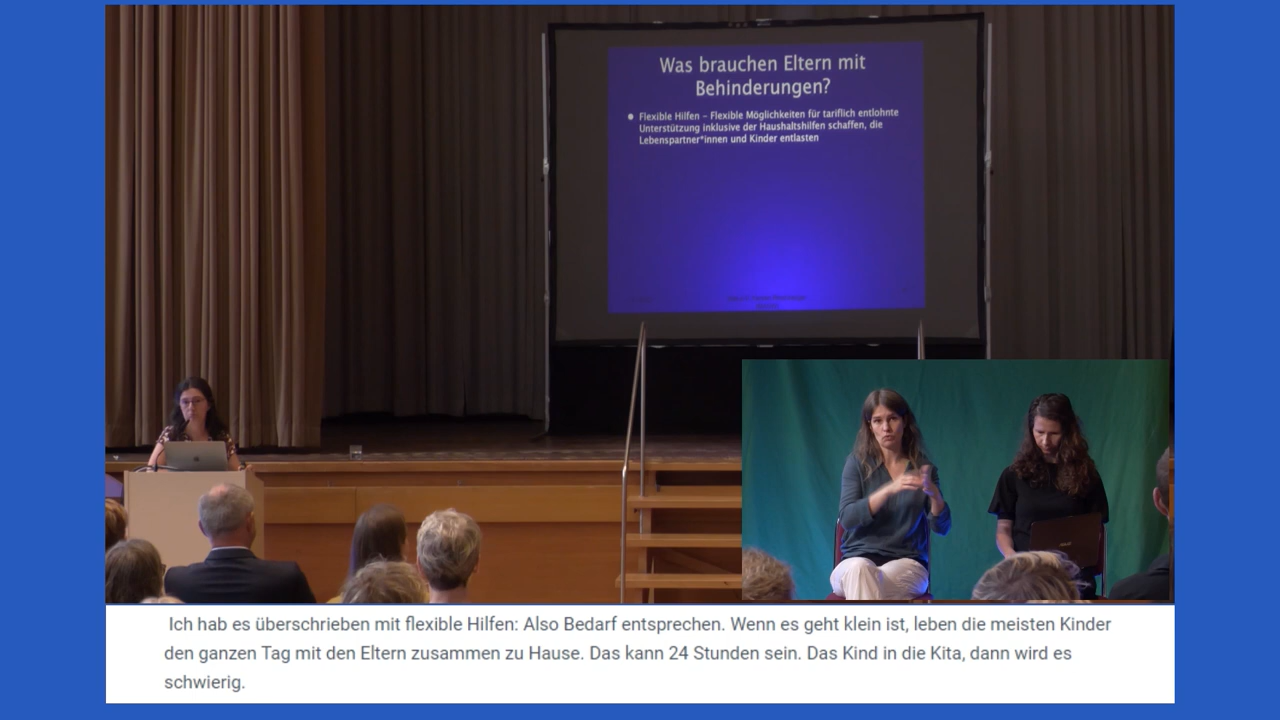 Was brauchen Eltern mit
Behinderungen?
Flexible Hilfen – Flexible Möglichkeiten für tariflich entlohnte
Unterstützung inklusive der Haushaltshilfen schaffen, die
Lebenspartner*innen und Kinder entlasten
Ich hab es überschrieben mit flexible Hilfen: Also Bedarf entsprechen. Wenn es geht klein ist, leben die meisten Kinder
den ganzen Tag mit den Eltern zusammen zu Hause. Das kann 24 Stunden sein. Das Kind in die Kita, dann wird es
schwierig.